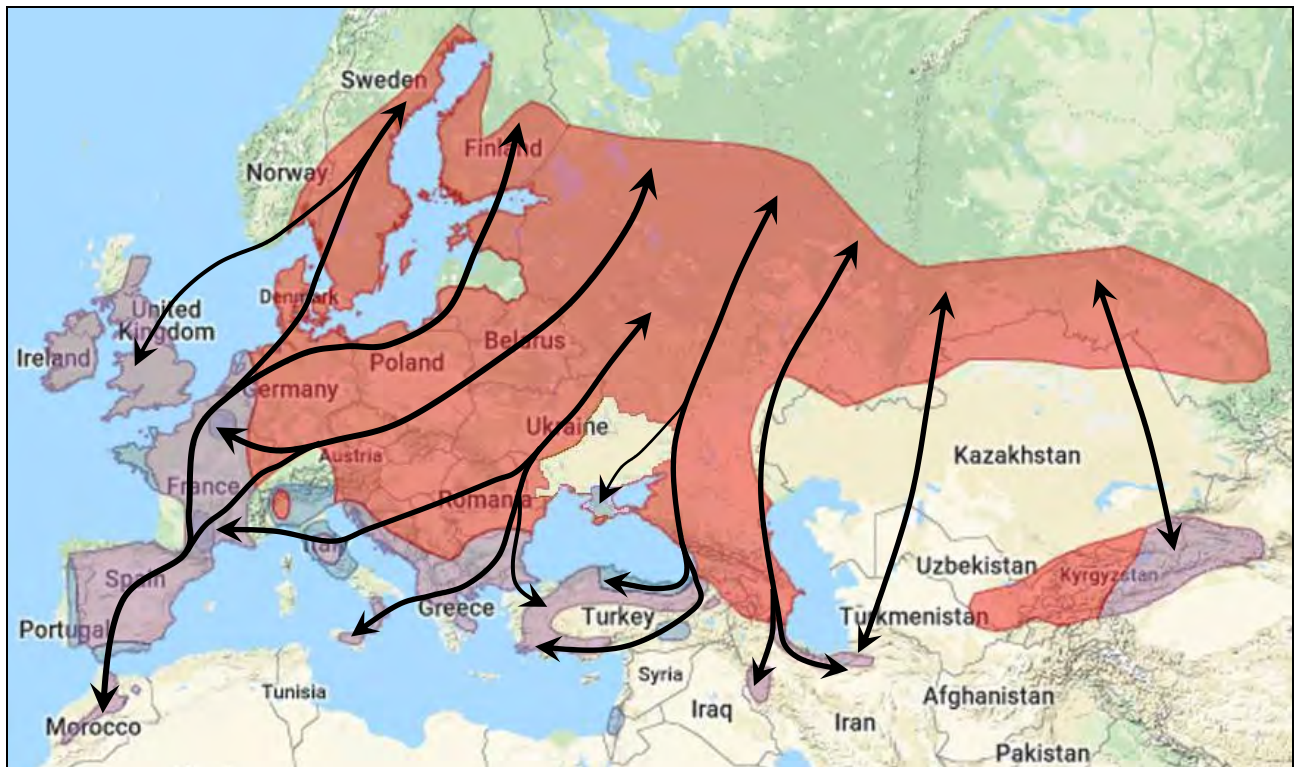 Sweden
Finland
Norway
Denmark
United
Kingdom
Ireland
Belarus
Poland
Germany
Ukraine
Austria
Kazakhstan
France
Romania
Uzbekistan
Kyrgyzstan
Spain
Greece
Turkey
Turkmenistan
Portugal
Syria
Tunisia
Afghanistan
Iraq
Iran
Morocco
Pakistan